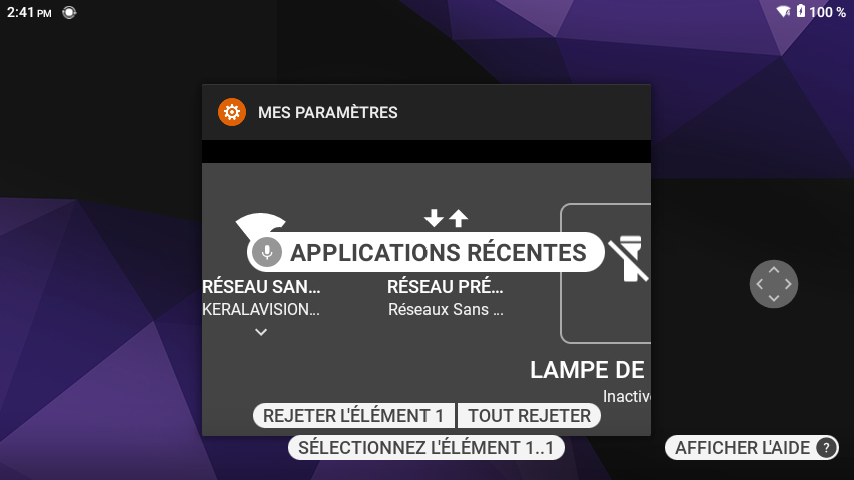 2:41 PM
100 %
MES PARAMÈTRES
APPLICATIONS RÉCENTES
RÉSEAU SAN...
RÉSEAU PRÉ...
KERALAVISION...
Réseaux Sans ...
LAMPE DE
Inactive
REJETER L'ÉLÉMENT 1
TOUT REJETER
SÉLECTIONNEZ L'ÉLÉMENT 1..1
AFFICHER L'AIDE ?